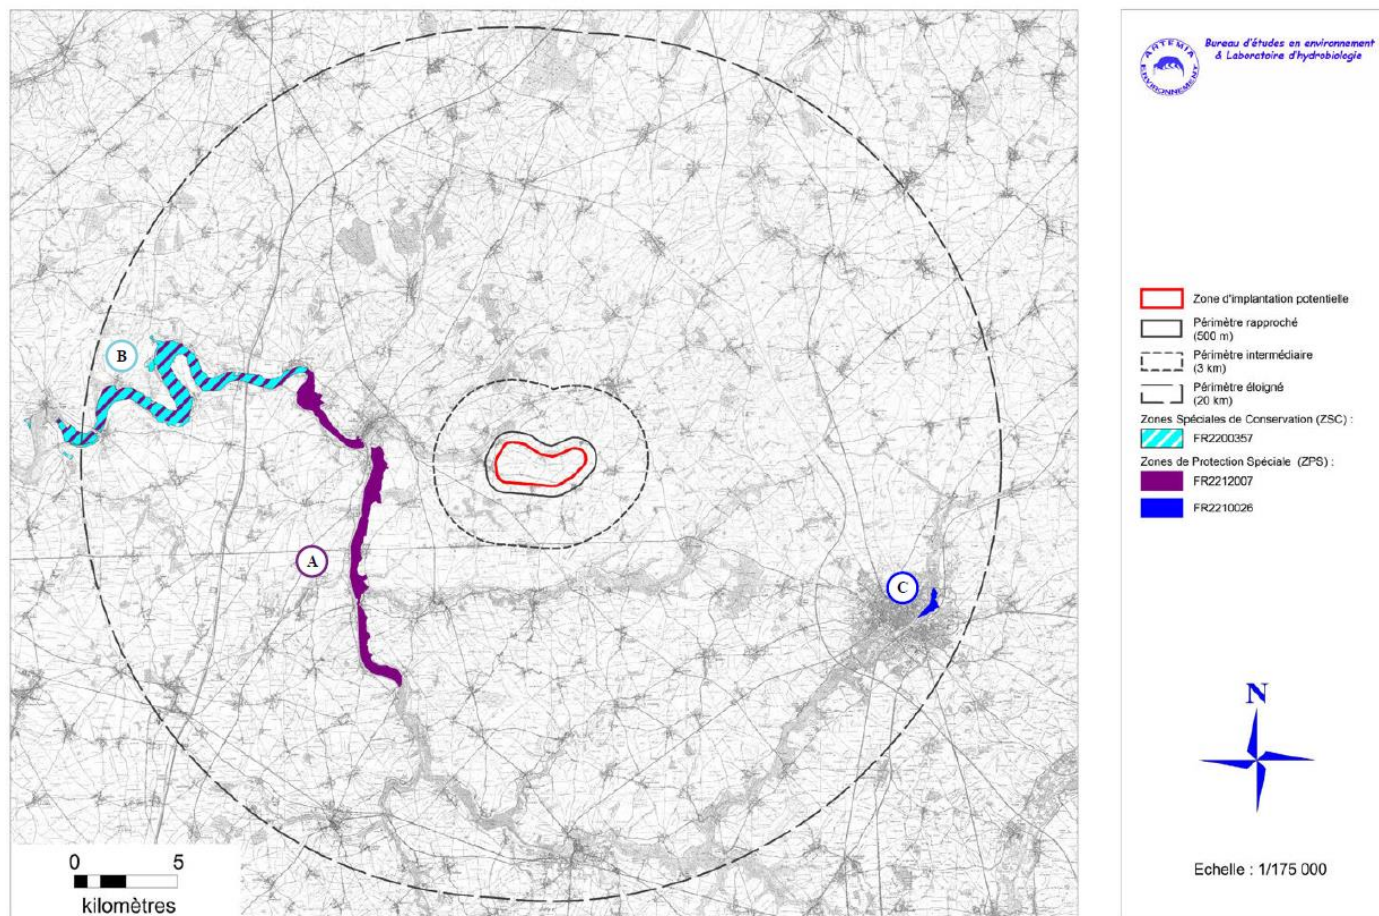 B
A
C
0 5
kilomètres
ARTEMIA
ENVIRONNEMENT
Bureau d'études en environnement
& Laboratoire d'hydrobiologie
Zone d'implantation potentielle
Périmètre rapproché
(500 m)
Périmètre intermédiaire
(3 km)
Périmètre éloigné
(20 km)
Zones Spéciales de Conservation (ZSC) :
FR2200357
Zones de Protection Spéciale (ZPS) :
FR2212007
FR2210026
N
Echelle : 1/175 000